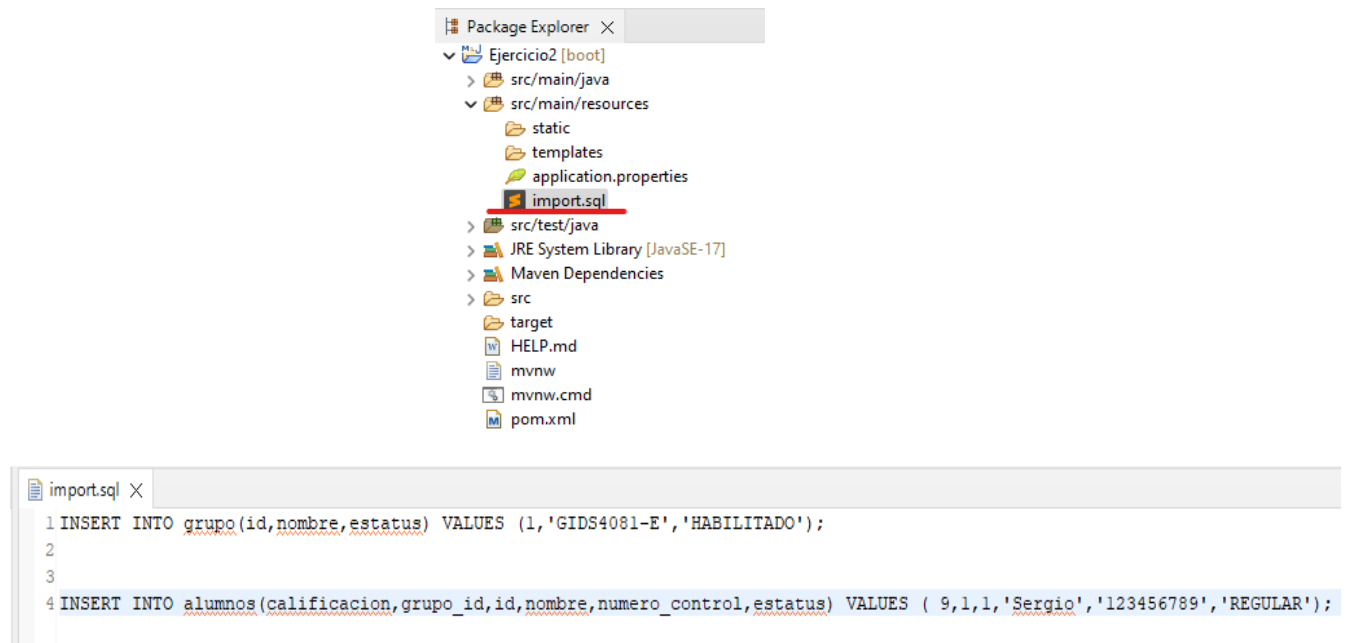 Package Explorer
Ejercicio2 [boot]
src/main/java
src/main/resources
static
templates
application.properties
import.sql
src/test/java
JRE System Library [JavaSE-17]
Maven Dependencies
src
target
HELP.md
mvnw
mvnw.cmd
pom.xml
import.sql
1 INSERT INTO grupo(id,nombre,estatus) VALUES (1,'GIDS4081-E','HABILITADO');
2
3
4 INSERT INTO alumnos(calificacion,grupo_id,id,nombre,numero_control,estatus) VALUES ( 9,1,1,'Sergio','123456789','REGULAR');